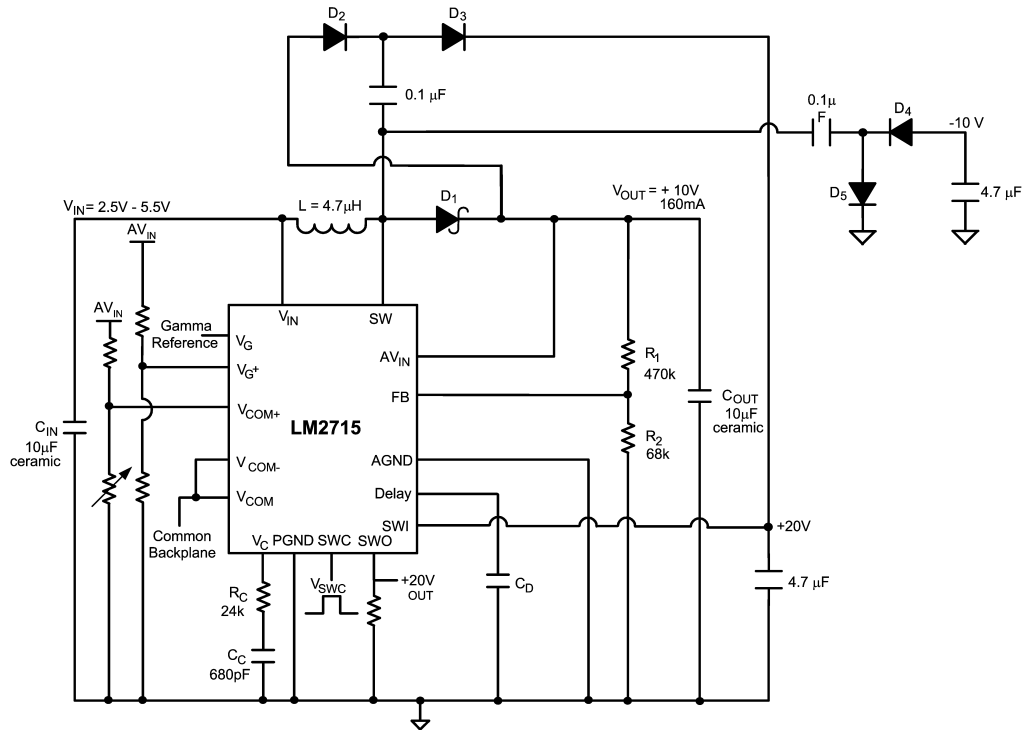 D2
D3
0.1 μF
0.1μ
F
D4
-10 V
D5
4.7 μF
VIN = 2.5V - 5.5V
L = 4.7μH
D1
VOUT = + 10V
160mA
AVIN
AVIN
Gamma
Reference
VIN
SW
VG
VG+
VCOM+
VCOM-
VCOM
LM2715
AVIN
FB
AGND
Delay
SWI
VC
PGND
SWC
SWO
R1
470k
R2
68k
COUT
10μF
ceramic
CIN
10μF
ceramic
Common
Backplane
+20V
RC
24k
VSWC
+20V
OUT
CD
4.7 μF
CC
680pF